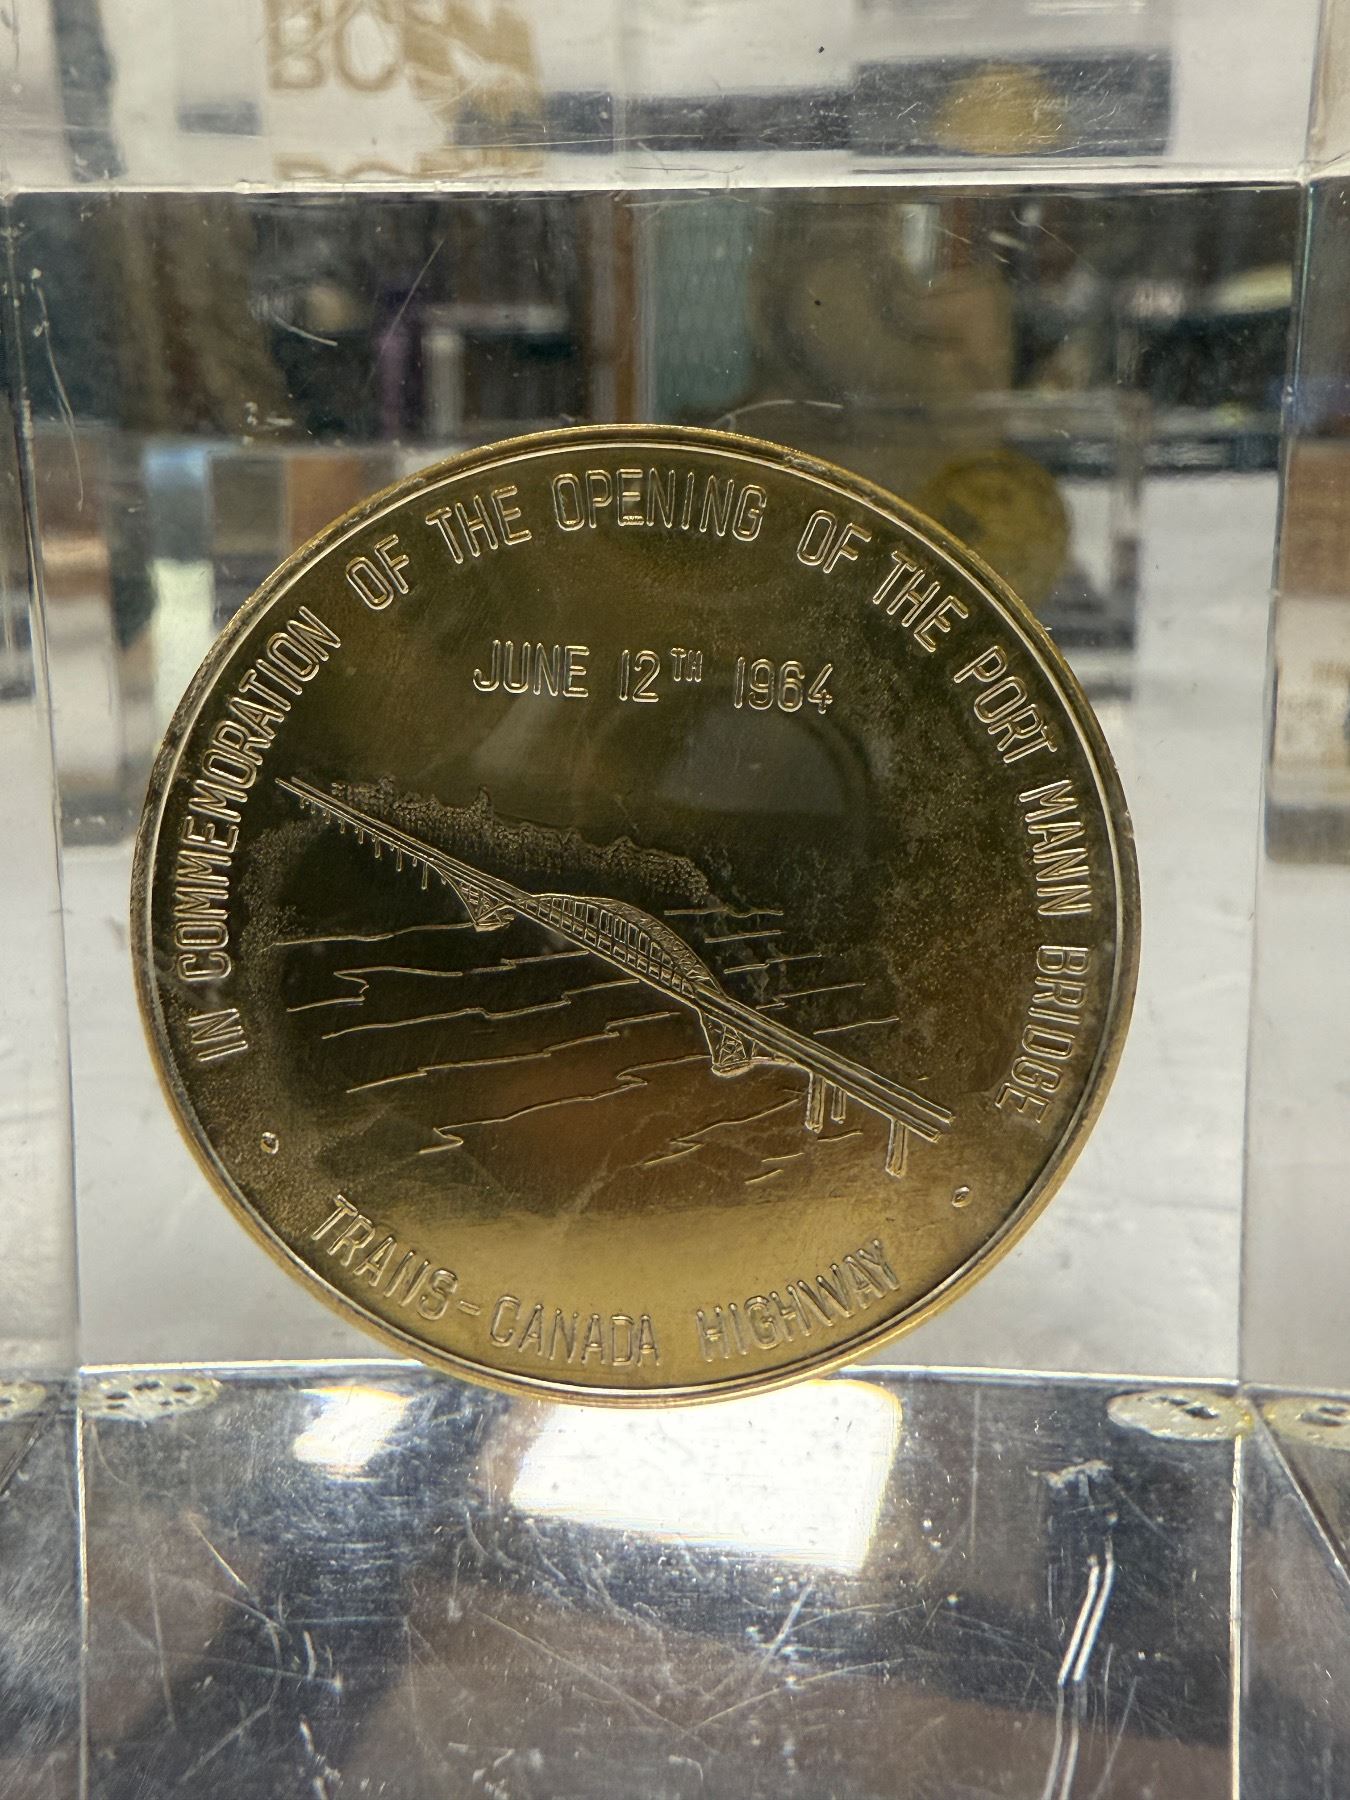 IN COMMEMORATION OF THE OPENING OF THE PORT MANN BRIDGE
JUNE 12TH 1964
TRANS-CANADA HIGHWAY